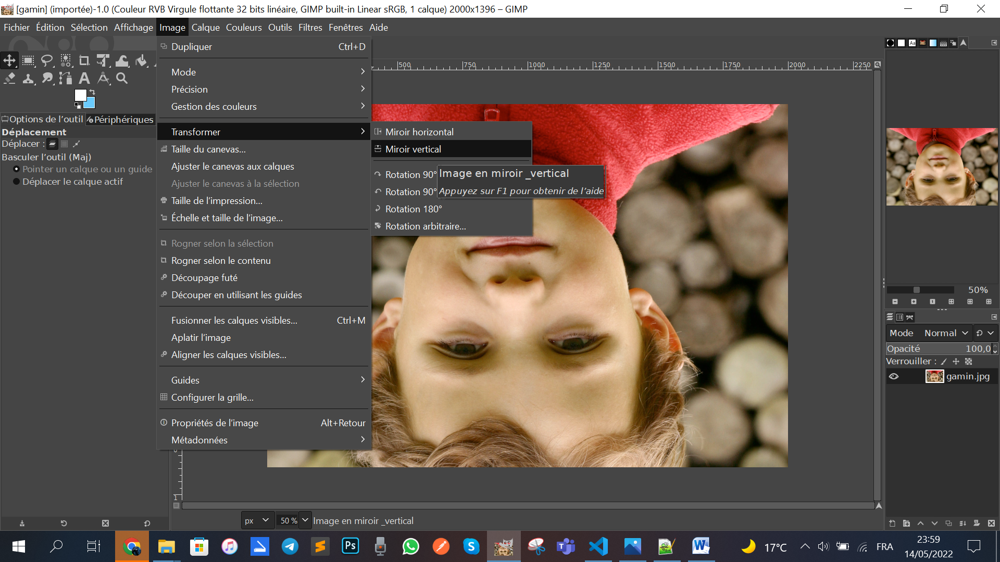 [gamin] (importée)-1.0 (Couleur RVB Virgule flottante 32 bits linéaire, GIMP built-in Linear sRGB, 1 calque) 2000x1396 – GIMP
Fichier Édition Sélection Affichage Image Calque Couleurs Outils Filtres Fenêtres Aide
Dupliquer Ctrl+D
Mode
Précision
Gestion des couleurs
Transformer
Taille du canevas...
Ajuster le canevas aux calques
Ajuster le canevas à la sélection
Taille de l'impression...
Échelle et taille de l'image...
Rogner selon la sélection
Rogner selon le contenu
Découpage futé
Découper en utilisant les guides
Fusionner les calques visibles... Ctrl+M
Aplatir l'image
Aligner les calques visibles...
Guides
Configurer la grille...
Propriétés de l'image Alt+Retour
Métadonnées
Miroir horizontal
Miroir vertical
Rotation 90°
Rotation 90°
Rotation 180°
Rotation arbitraire...
Image en miroir _vertical
Appuyez sur F1 pour obtenir de l'aide
500 750 1000 1250 1500 1750 2000 2250
A
Options de l'outil Périphériques
Déplacement
Déplacer :
Basculer l'outil (Maj)
Pointer un calque ou un guide
Déplacer le calque actif
Aa
50%
Mode Normal
Opacité 100,0
Verrouiller :
gamin.jpg
1
px 50 % Image en miroir _vertical
Ps
17°C FRA
23:59
14/05/2022